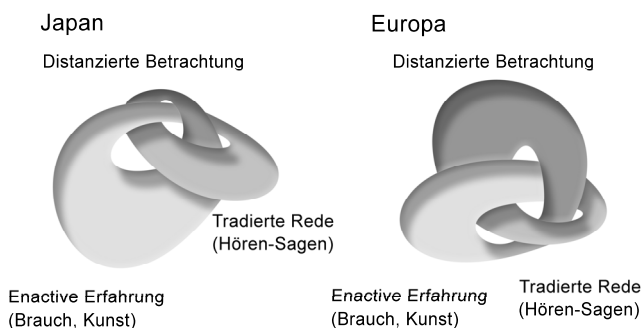 Japan
Distanzierte Betrachtung
Tradierte Rede
(Hören-Sagen)
Enactive Erfahrung
(Brauch, Kunst)
Europa
Distanzierte Betrachtung
Tradierte Rede
(Hören-Sagen)
Enactive Erfahrung
(Brauch, Kunst)